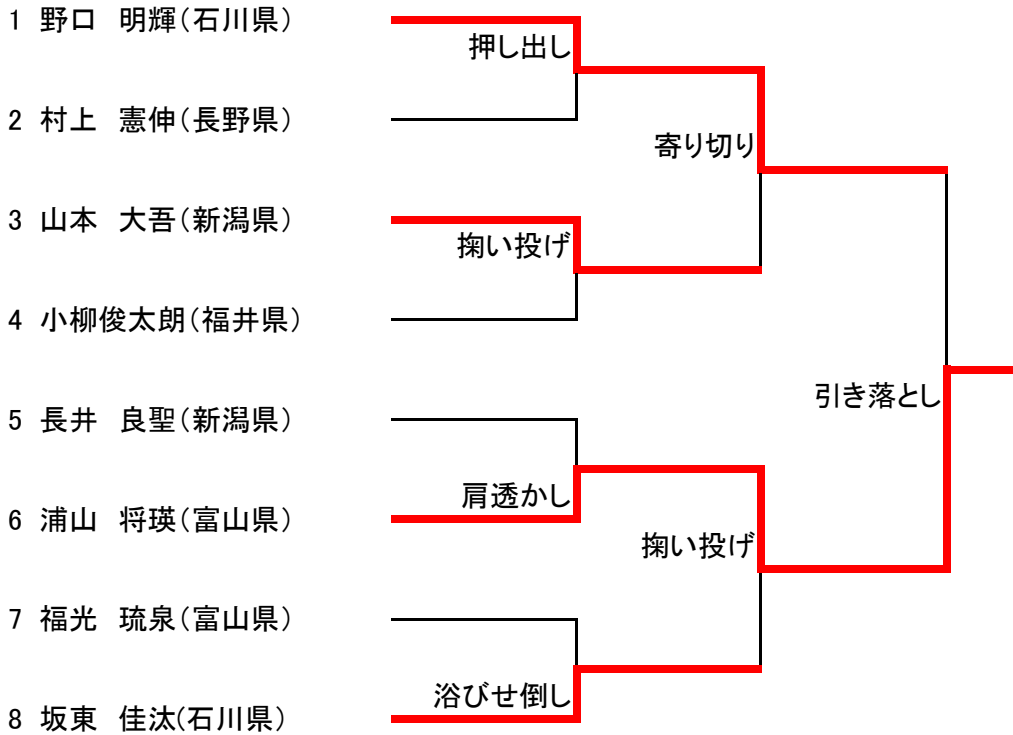 1 野口　明輝(石川県)
押し出し
2 村上　憲伸(長野県)
寄り切り
3 山本　大吾(新潟県)
掬い投げ
4 小柳俊太朗(福井県)
引き落とし
5 長井　良聖(新潟県)
肩透かし
6 浦山　将瑛(富山県)
掬い投げ
7 福光　琉泉(富山県)
浴びせ倒し
8 坂東　佳汰(石川県)